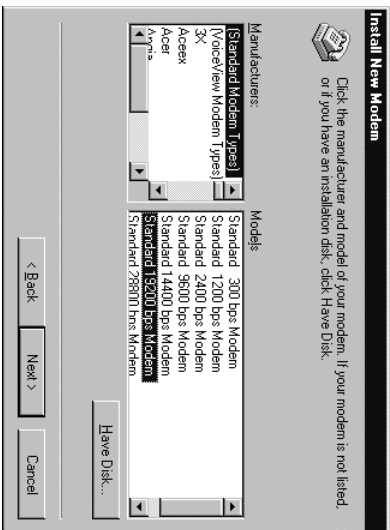 Install New Modem
Click the manufacturer and model of your modem. If your modem is not listed,
or if you have an installation disk, click Have Disk.
Manufacturers:
(Standard Modem Types)
(VoiceView Modem Types)
3X
Aceex
Acer
Angia
Models
Standard 300 bps Modem
Standard 1200 bps Modem
Standard 2400 bps Modem
Standard 9600 bps Modem
Standard 14400 bps Modem
Standard 19200 bps Modem
Standard 28800 bps Modem
Have Disk...
< Back
Next >
Cancel